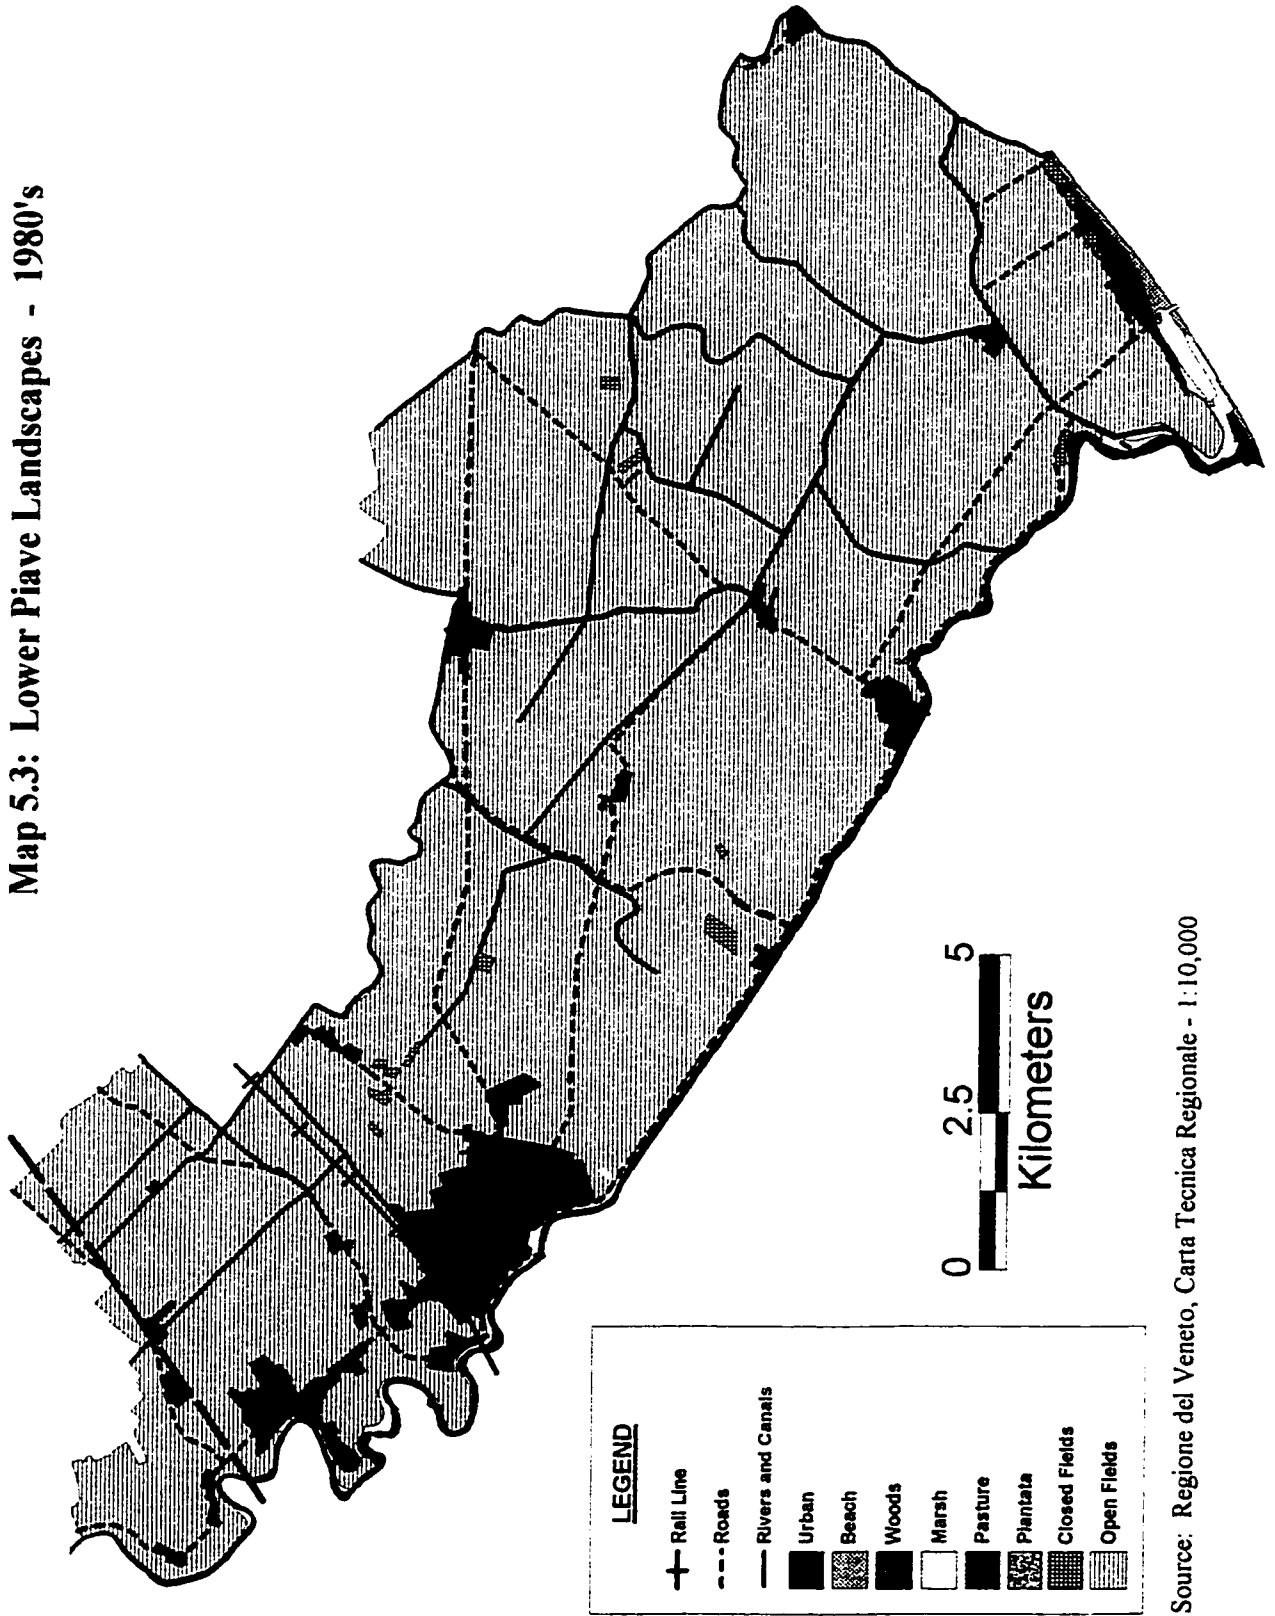 Map 5.3: Lower Piave Landscapes - 1980's
LEGEND
Rail Line
Roads
Rivers and Canals
Urban
Beach
Woods
Marsh
Pasture
Piantata
Closed Fields
Open Fields
0 2.5 5
Kilometers
Source: Regione del Veneto, Carta Tecnica Regionale - 1:10,000